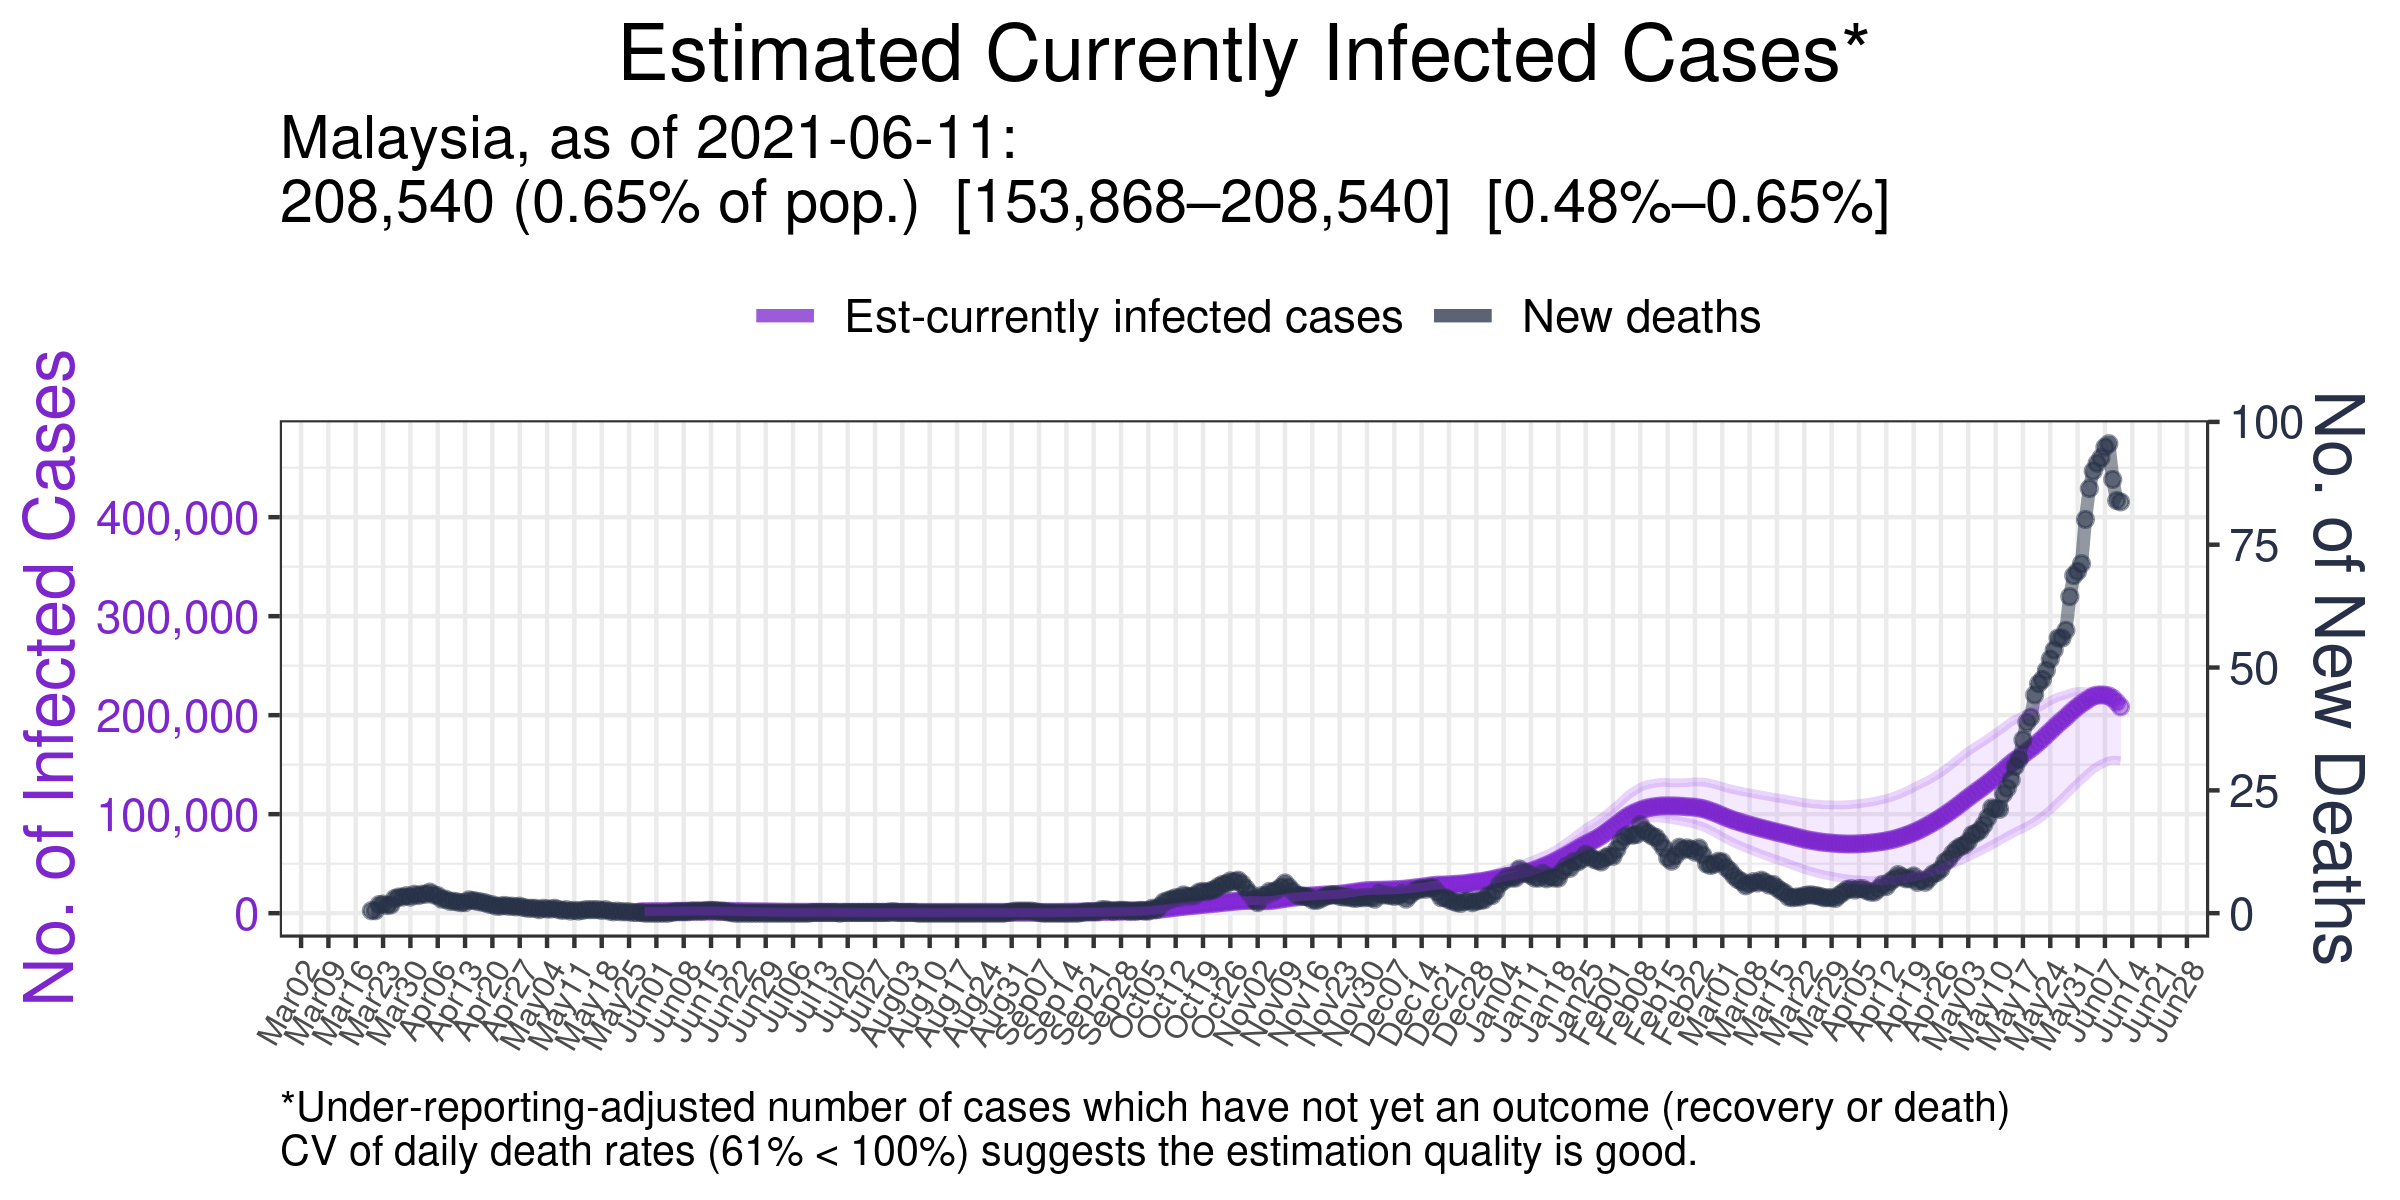 Estimated Currently Infected Cases*
Malaysia, as of 2021-06-11:
208,540 (0.65% of pop.) [153,868–208,540] [0.48%–0.65%]
Est-currently infected cases
New deaths
No. of Infected Cases
400,000
300,000
200,000
100,000
0
100
75
50
25
0
No. of New Deaths
Mar02
Mar09
Mar16
Mar23
Mar30
Apr06
Apr13
Apr20
Apr27
May04
May11
May18
May25
Jun01
Jun08
Jun15
Jun22
Jun29
Jul06
Jul13
Jul20
Jul27
Aug03
Aug10
Aug17
Aug24
Aug31
Sep07
Sep14
Sep21
Sep28
Oct05
Oct12
Oct19
Oct26
Nov02
Nov09
Nov16
Nov23
Nov30
Dec07
Dec14
Dec21
Dec28
Jan04
Jan11
Jan18
Jan25
Feb01
Feb08
Feb15
Feb22
Mar01
Mar08
Mar15
Mar22
Mar29
Apr05
Apr12
Apr19
Apr26
May03
May10
May17
May24
May31
Jun07
Jun14
Jun21
Jun28
*Under-reporting-adjusted number of cases which have not yet an outcome (recovery or death)
CV of daily death rates (61% < 100%) suggests the estimation quality is good.